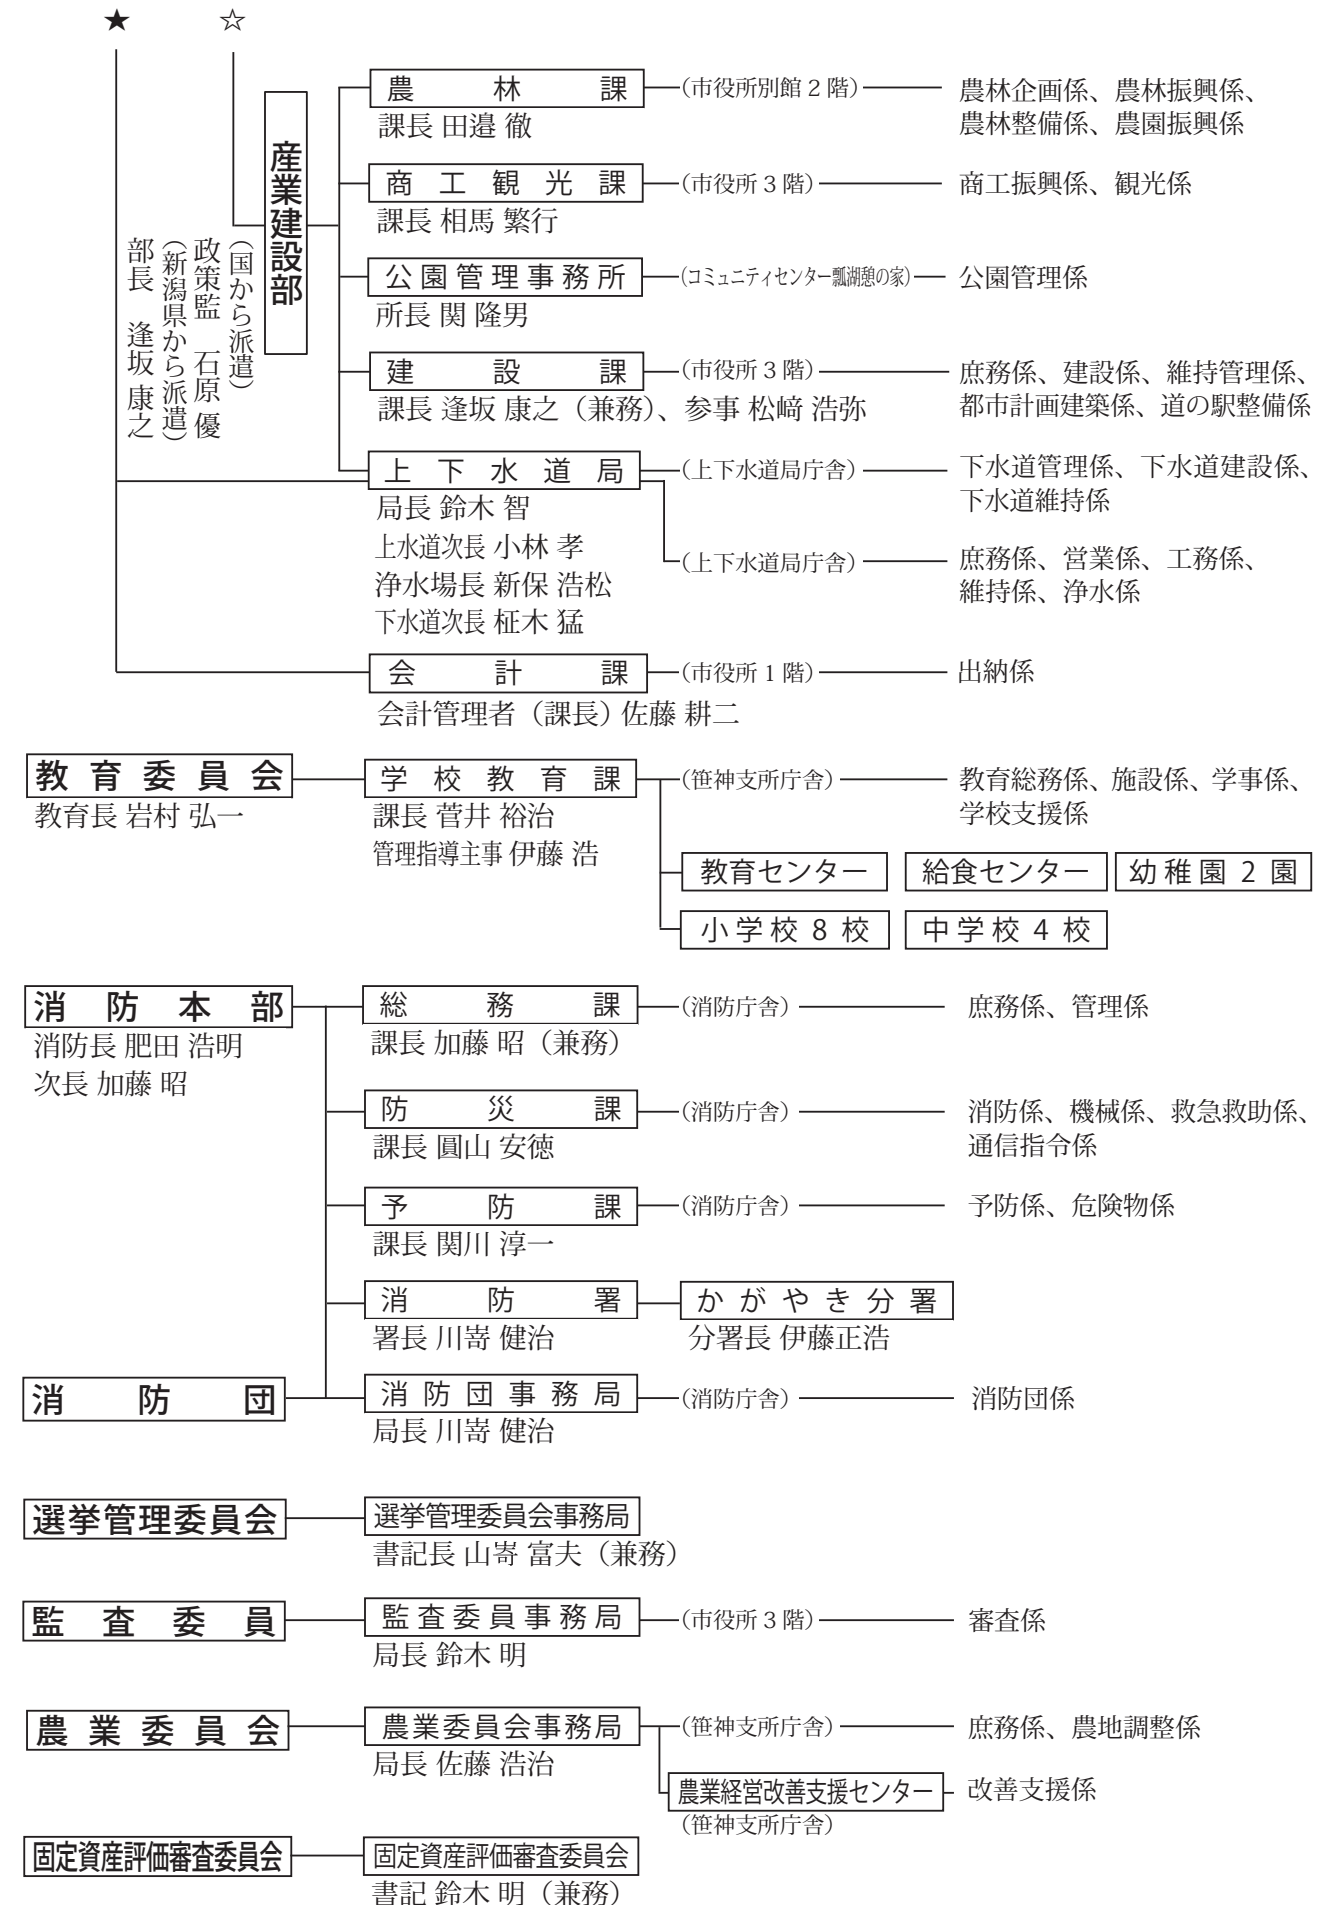 ★ ☆
産業建設部
(国から派遣)
政策監 石原 優
(新潟県から派遣)
部長 逢坂 康之
農林課 (市役所別館2階) 農林企画係、農林振興係、
農林整備係、農園振興係
課長 田邉 徹
商工観光課 (市役所3階) 商工振興係、観光係
課長 相馬 繁行
公園管理事務所 (コミュニティセンター瓢湖憩の家) 公園管理係
所長 関 隆男
建設課 (市役所3階) 庶務係、建設係、維持管理係、
都市計画建築係、道の駅整備係
課長 逢坂 康之(兼務)、参事 松﨑 浩弥
上下水道局 (上下水道局庁舎) 下水道管理係、下水道建設係、
下水道維持係
局長 鈴木 智
上水道次長 小林 孝
(上下水道局庁舎) 庶務係、営業係、工務係、
維持係、浄水係
浄水場長 新保 浩松
下水道次長 柾木 猛
会計課 (市役所1階) 出納係
会計管理者(課長)佐藤 耕二
教育委員会 学校教育課 (笹神支所庁舎) 教育総務係、施設係、学事係、
学校支援係
教育長 岩村 弘一
課長 菅井 裕治
管理指導主事 伊藤 浩
教育センター 給食センター 幼稚園2園
小学校8校 中学校4校
消防本部 総務課 (消防庁舎) 庶務係、管理係
消防長 肥田 浩明
次長 加藤 昭
課長 加藤 昭(兼務)
防災課 (消防庁舎) 消防係、機械係、救急救助係、
通信指令係
課長 圓山 安徳
予防課 (消防庁舎) 予防係、危険物係
課長 関川 淳一
消防署 かがやき分署
署長 川嵜 健治 分署長 伊藤正浩
消防団 消防団事務局 (消防庁舎) 消防団係
局長 川嵜 健治
選挙管理委員会 選挙管理委員会事務局
書記長 山嵜 富夫(兼務)
監査委員 監査委員事務局 (市役所3階) 審査係
局長 鈴木 明
農業委員会 農業委員会事務局 (笹神支所庁舎) 庶務係、農地調整係
局長 佐藤 浩治
農業経営改善支援センター 改善支援係
(笹神支所庁舎)
固定資産評価審査委員会 固定資産評価審査委員会
書記 鈴木 明(兼務)